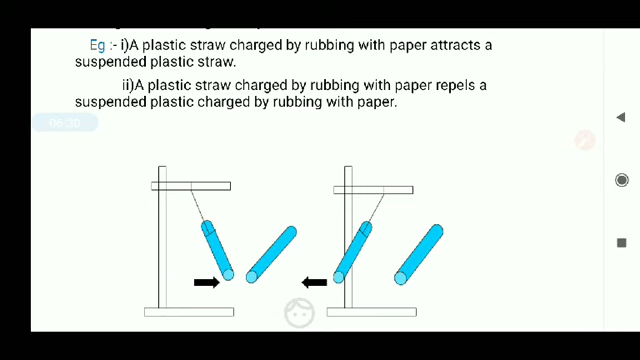 Eg :- i)A plastic straw charged by rubbing with paper attracts a
suspended plastic straw.
ii)A plastic straw charged by rubbing with paper repels a
suspended plastic charged by rubbing with paper.
06:30